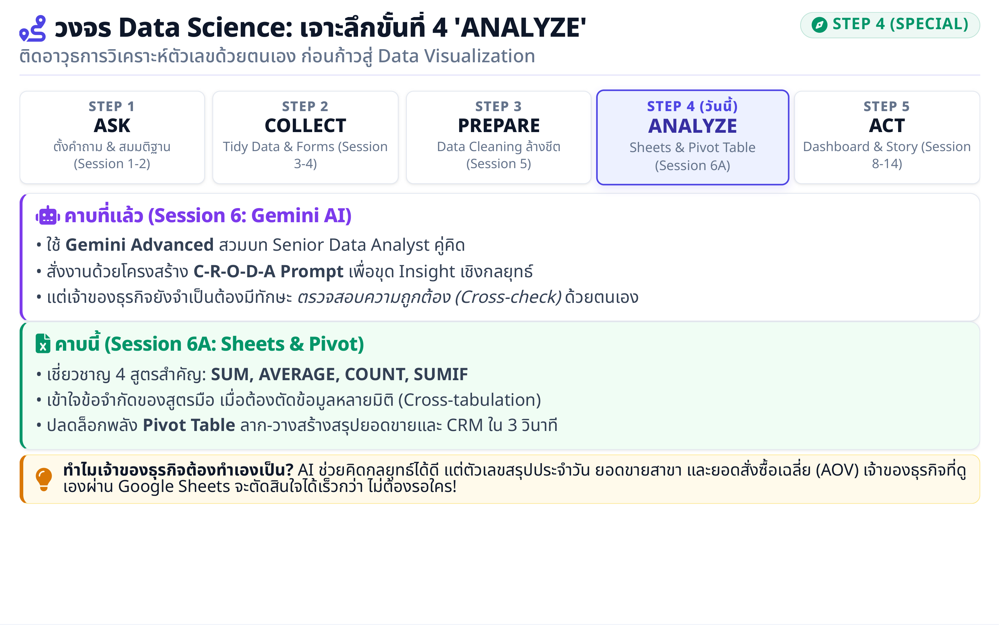 วงจร Data Science: เจาะลึกขั้นที่ 4 'ANALYZE'
STEP 4 (SPECIAL)
ติดอาวุธการวิเคราะห์ตัวเลขด้วยตนเอง ก่อนก้าวสู่ Data Visualization
STEP 1
ASK
ตั้งคำถาม & สมมติฐาน
(Session 1-2)
STEP 2
COLLECT
Tidy Data & Forms (Session
3-4)
STEP 3
PREPARE
Data Cleaning ล้างชีต
(Session 5)
STEP 4 (วันนี้)
ANALYZE
Sheets & Pivot Table
(Session 6A)
STEP 5
ACT
Dashboard & Story (Session
8-14)
คาบที่แล้ว (Session 6: Gemini AI)
• ใช้ Gemini Advanced สวมบท Senior Data Analyst คู่คิด
• สั่งงานด้วยโครงสร้าง C-R-O-D-A Prompt เพื่อขุด Insight เชิงกลยุทธ์
• แต่เจ้าของธุรกิจยังจำเป็นต้องมีทักษะ ตรวจสอบความถูกต้อง (Cross-check) ด้วยตนเอง
คาบนี้ (Session 6A: Sheets & Pivot)
• เชี่ยวชาญ 4 สูตรสำคัญ: SUM, AVERAGE, COUNT, SUMIF
• เข้าใจข้อจำกัดของสูตรมือ เมื่อต้องตัดข้อมูลหลายมิติ (Cross-tabulation)
• ปลดล็อกพลัง Pivot Table ลาก-วางสร้างสรุปยอดขายและ CRM ใน 3 วินาที
ทำไมเจ้าของธุรกิจต้องทำเองเป็น? AI ช่วยคิดกลยุทธ์ได้ดี แต่ตัวเลขสรุปประจำวัน ยอดขายสาขา และยอดสั่งซื้อเฉลี่ย (AOV) เจ้าของธุรกิจที่ดู
เองผ่าน Google Sheets จะตัดสินใจได้เร็วกว่า ไม่ต้องรอใคร!